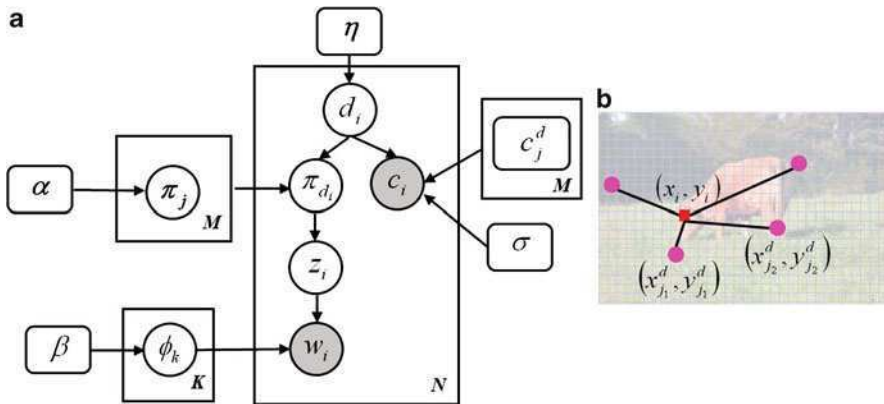 a
η
d_i
c_j^d
M
α
π_j
M
π_{d_i}
c_i
σ
z_i
β
ϕ_k
K
w_i
N
b
(x_i, y_i)
(x_{j_1}^d, y_{j_1}^d)
(x_{j_2}^d, y_{j_2}^d)